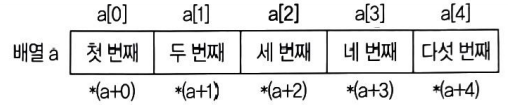 a[0] a[1] a[2] a[3] a[4]
배열 a 첫 번째 두 번째 세 번째 네 번째 다섯 번째
*(a+0) *(a+1) *(a+2) *(a+3) *(a+4)